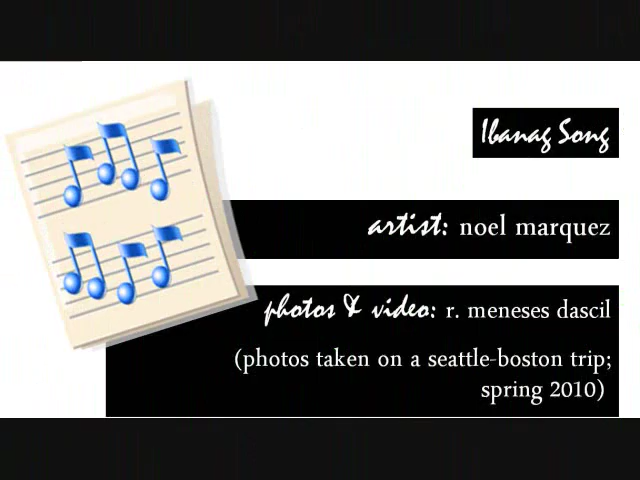 Ibanag Song
artist: noel marquez
photos & video: r. meneses dascil
(photos taken on a seattle-boston trip;
spring 2010)